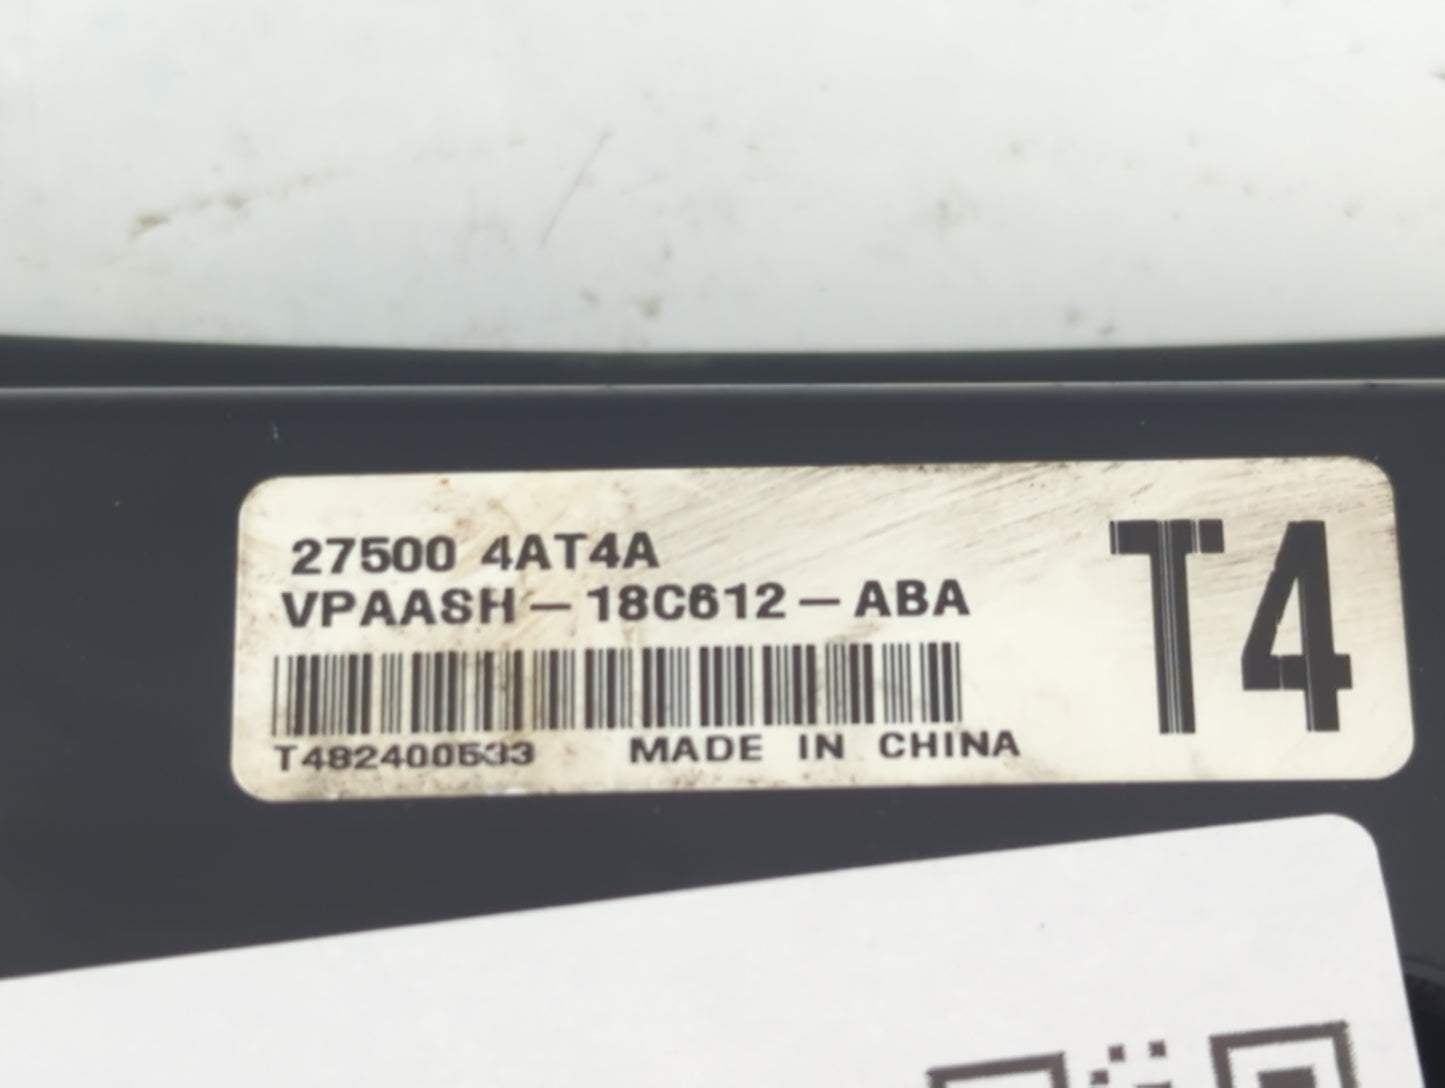 27500 4AT4A
VPAASH-18C612-ABA
T482400533 MADE IN CHINA
T4